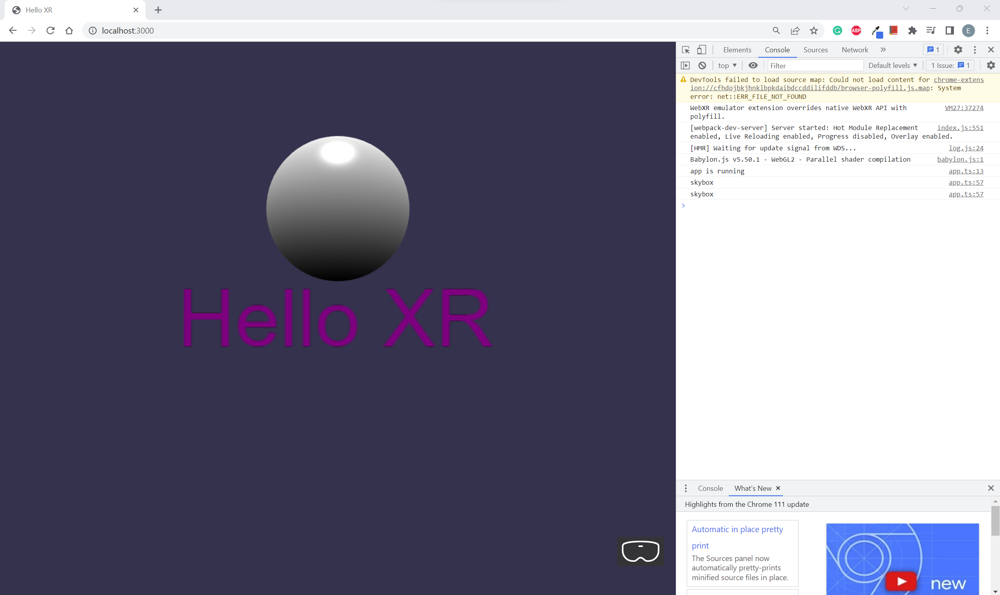 Hello XR
localhost:3000
ABP
E
Elements Console Sources Network 1
top Filter Default levels 1 Issue: 1
DevTools failed to load source map: Could not load content for chrome-extens
ion://cfhdojbkjhnklbpkdaibdccddilifddb/browser-polyfill.js.map: System
error: net::ERR_FILE_NOT_FOUND
WebXR emulator extension overrides native WebXR API with VM27:37274
polyfill.
[webpack-dev-server] Server started: Hot Module Replacement index.js:551
enabled, Live Reloading enabled, Progress disabled, Overlay enabled.
[HMR] Waiting for update signal from WDS... log.js:24
Babylon.js v5.50.1 - WebGL2 - Parallel shader compilation babylon.js:1
app is running app.ts:13
skybox app.ts:57
skybox app.ts:57
Hello XR
Console What's New
Highlights from the Chrome 111 update
Automatic in place pretty
print
The Sources panel now
automatically pretty-prints
minified source files in place.
new